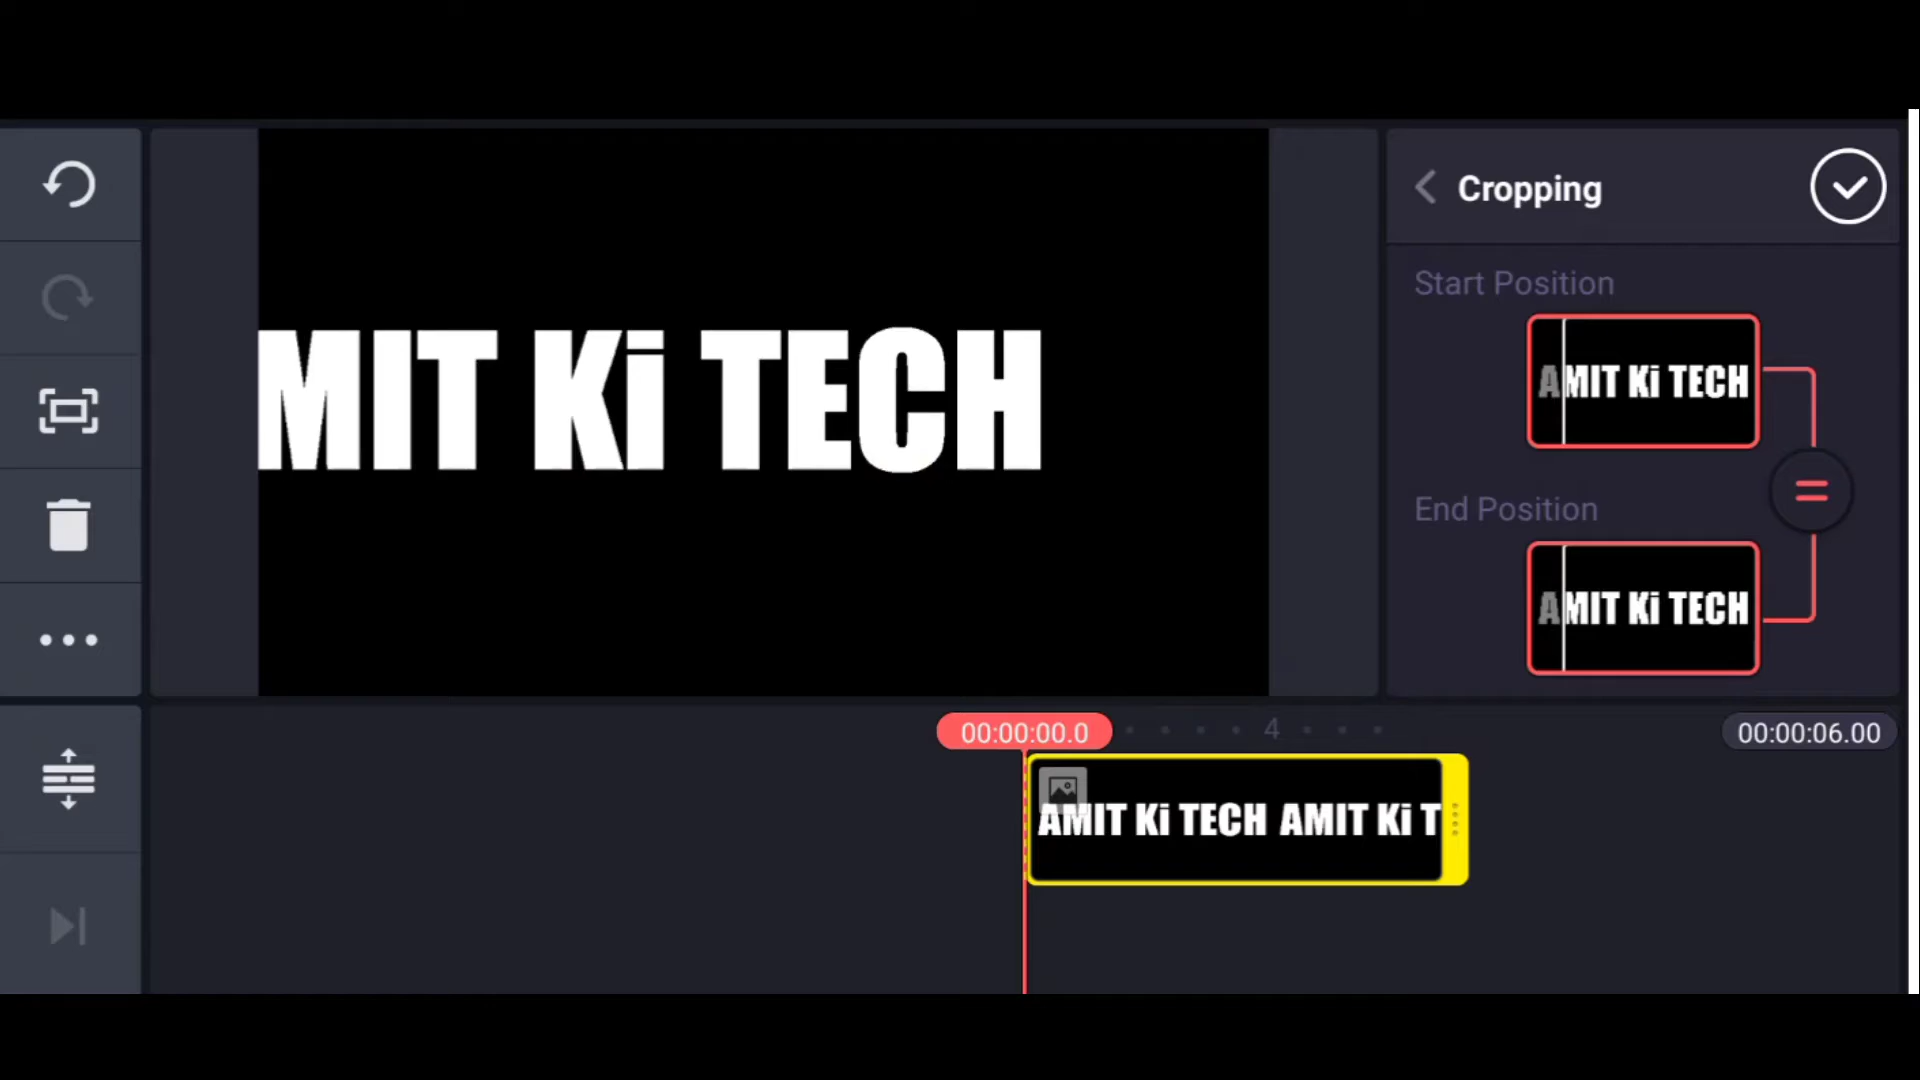 Cropping
Start Position
AMIT Ki TECH
MIT Ki TECH
End Position
AMIT Ki TECH
00:00:00.0
4
00:00:06.00
AMIT Ki TECH AMIT Ki T